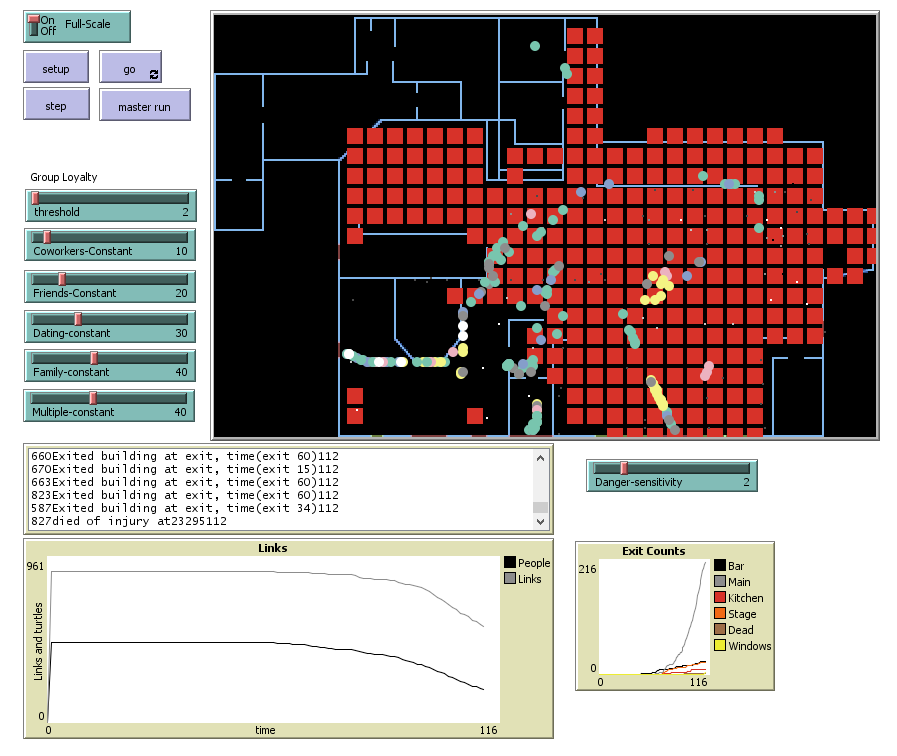 On
Off
Full-Scale
setup
go
step
master run
Group Loyalty
threshold 2
Coworkers-Constant 10
Friends-Constant 20
Dating-constant 30
Family-constant 40
Multiple-constant 40
660Exited building at exit, time(exit 60)112
670Exited building at exit, time(exit 15)112
663Exited building at exit, time(exit 60)112
823Exited building at exit, time(exit 60)112
587Exited building at exit, time(exit 34)112
827died of injury at23295112
Danger-sensitivity 2
Links
961
Links and turtles
0
0
time
116
People
Links
Exit Counts
216
0
0
116
Bar
Main
Kitchen
Stage
Dead
Windows